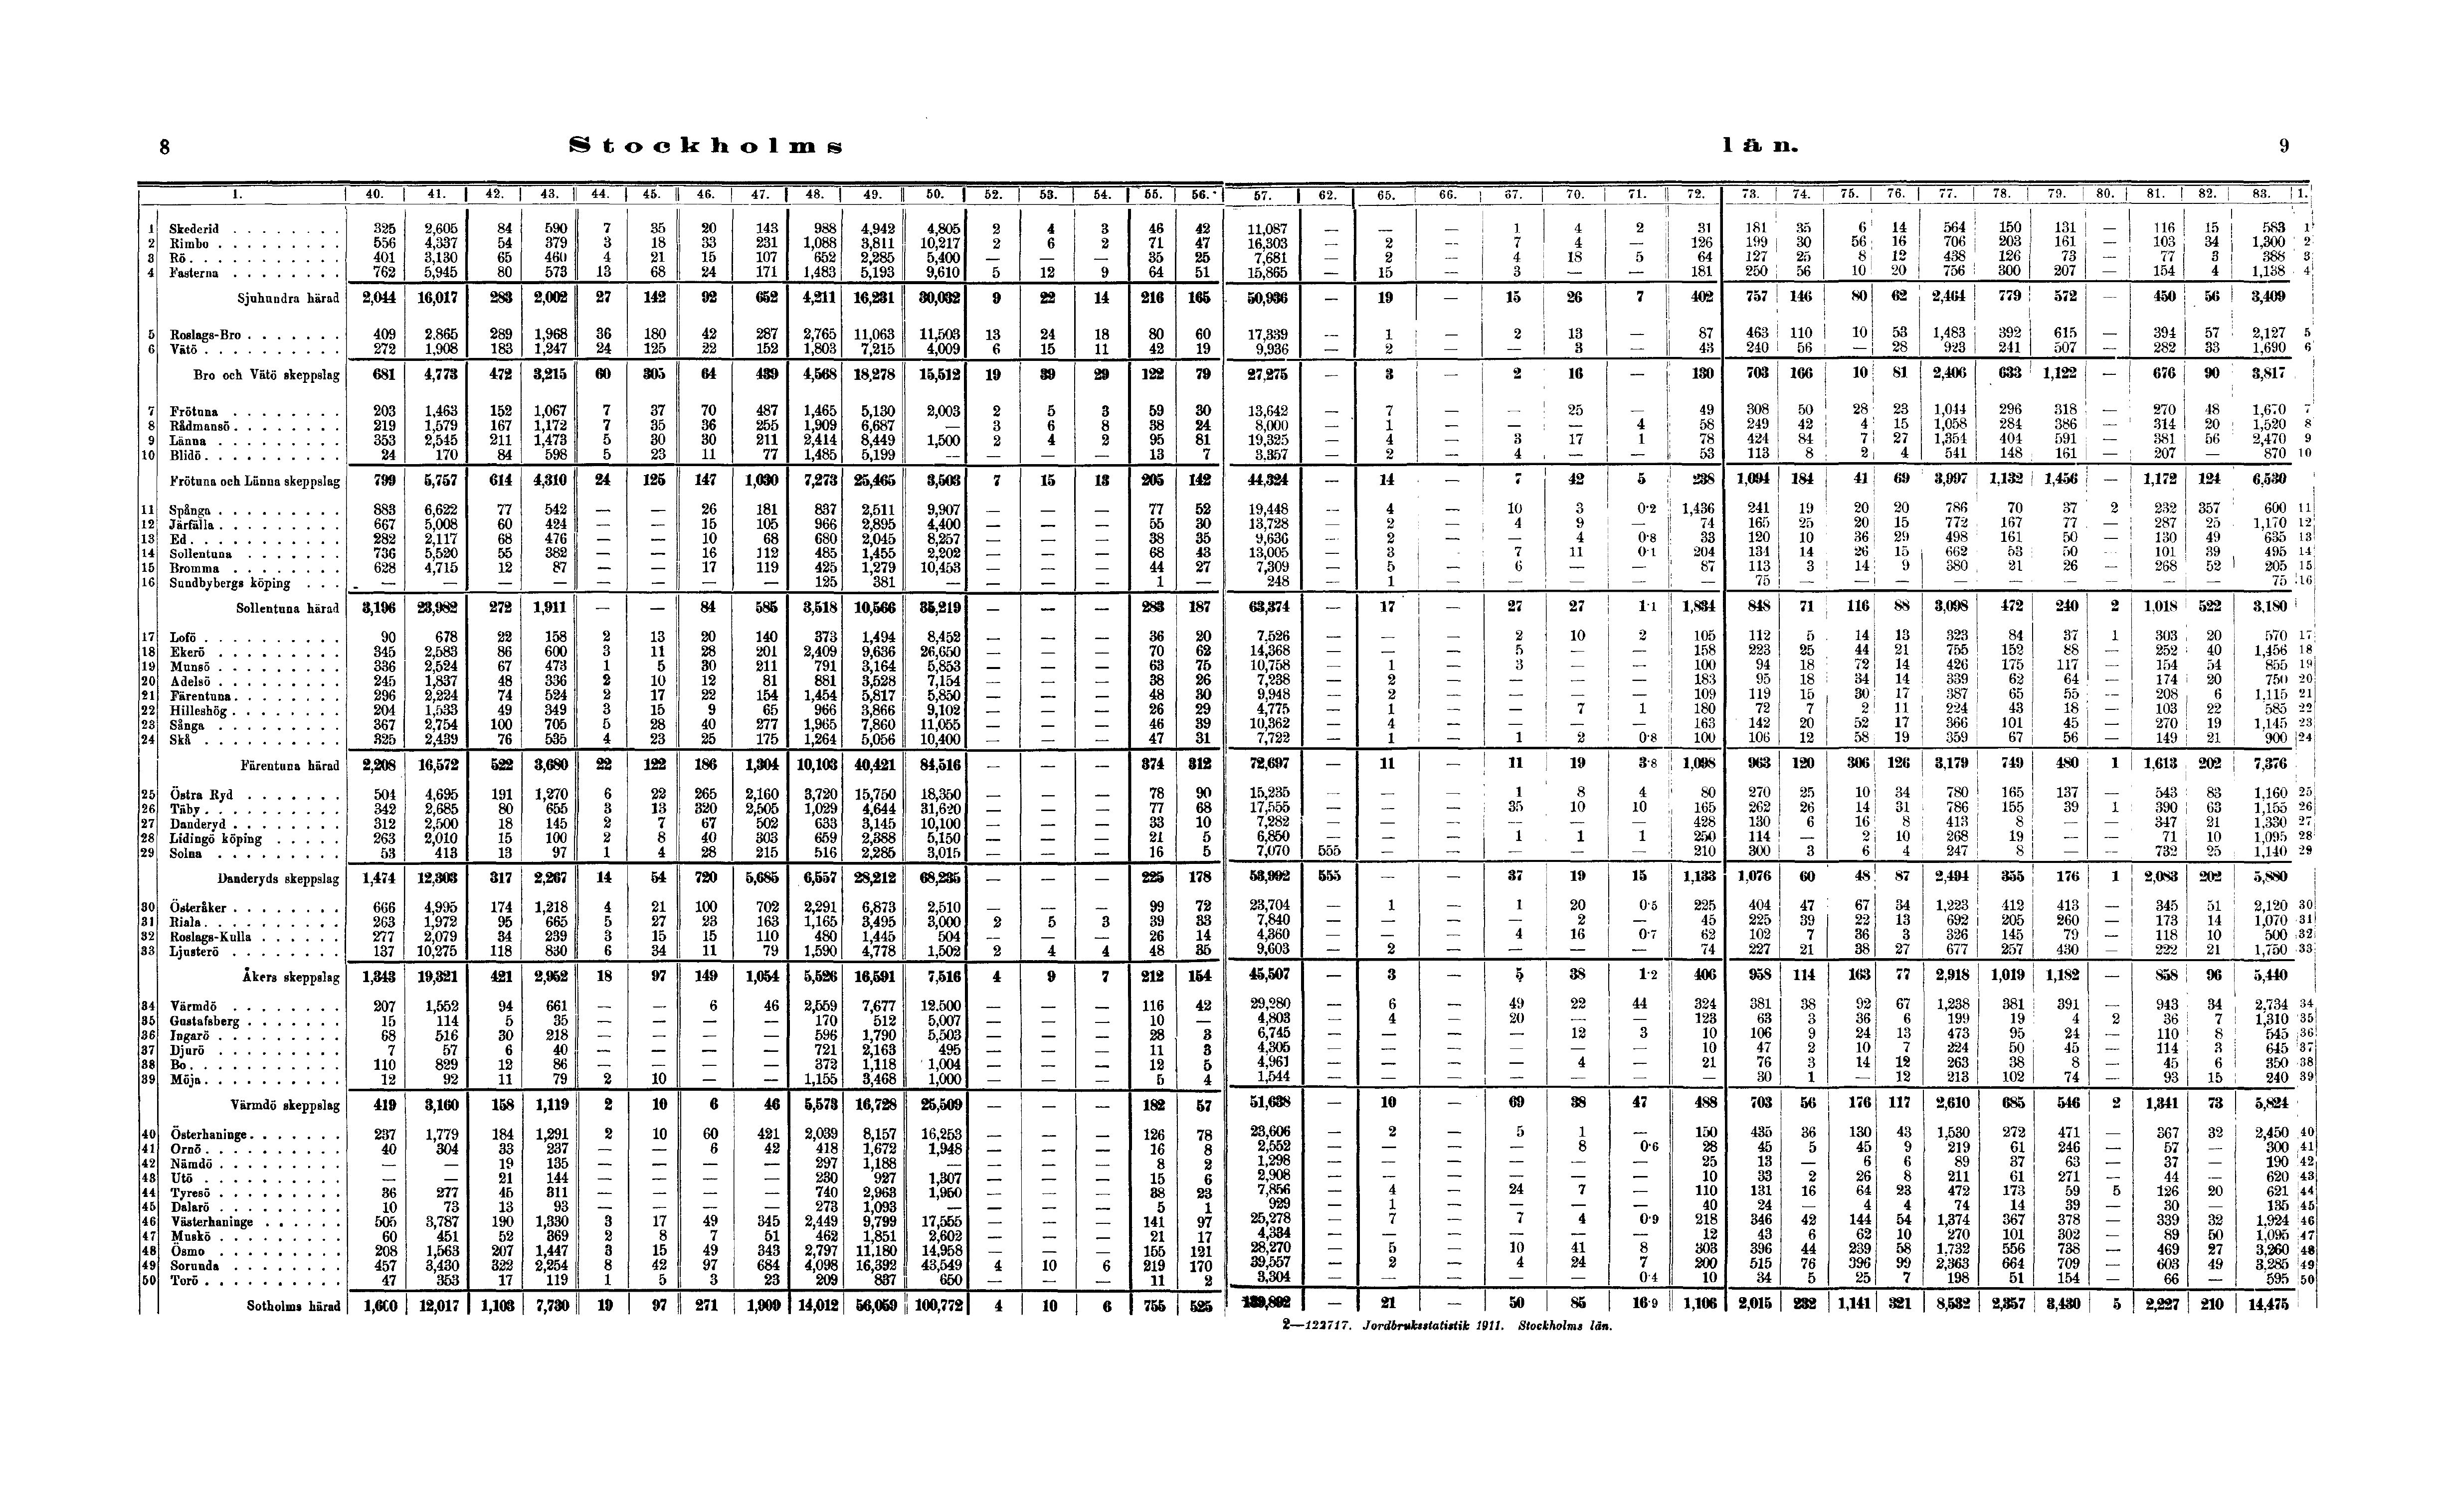 8 Stockholms län. 9
1. 40. 41. 42. 43. 44. 45. 46. 47. 48. 49. 50. 52. 53. 54. 55. 56. 57. 62. 65. 66. 67. 70. 71. 72. 73. 74. 75. 76. 77. 78. 79. 80. 81. 82. 83. 1.
1 Skederid 325 2,605 84 590 7 35 20 143 988 4,942 4,805 2 4 3 46 42 11,087 — — — 1 4 2 31 181 35 6 14 564 150 131 — 116 15 583 1
2 Rimbo 556 4,337 54 379 3 18 33 231 1,088 3,811 10,217 2 6 2 71 47 16,303 — 2 — 7 4 — 126 199 30 56 16 706 203 161 — 103 34 1,300 2
3 Rö 401 3,130 65 460 4 21 15 107 652 2,285 5,400 — — — 35 25 7,681 — 2 — 4 18 5 64 127 25 8 12 438 126 73 — 77 3 388 3
4 Fasterna 762 5,945 80 573 13 68 24 171 1,483 5,193 9,610 5 12 9 64 51 15,865 — 15 — 3 — — 181 250 56 10 20 756 300 207 — 154 4 1,138 4
Sjuhundra härad 2,044 16,017 283 2,002 27 142 92 652 4,211 16,231 30,032 9 22 14 216 165 50,936 — 19 — 15 26 7 402 757 146 80 62 2,464 779 572 — 450 56 3,409
5 Roslags-Bro 409 2,865 289 1,968 36 180 42 287 2,765 11,063 11,503 13 24 18 80 60 17,339 — 1 — 2 13 — 87 463 110 10 53 1,483 392 615 — 394 57 2,127 5
6 Vätö 272 1,908 183 1,247 24 125 22 152 1,803 7,215 4,009 6 15 11 42 19 9,936 — 2 — — 3 — 43 240 56 — 28 923 241 507 — 282 33 1,690 6
Bro och Vätö skeppslag 681 4,773 472 3,215 60 305 64 439 4,568 18,278 15,512 19 39 29 122 79 27,275 — 3 — 2 16 — 130 703 166 10 81 2,406 633 1,122 — 676 90 3,817
7 Frötuna 203 1,463 152 1,067 7 37 70 487 1,465 5,130 2,003 2 5 3 59 30 13,642 — 7 — — 25 — 49 308 50 28 23 1,044 296 318 — 270 48 1,670 7
8 Rådmansö 219 1,579 167 1,172 7 35 36 255 1,909 6,687 — 3 6 8 38 24 8,000 — 1 — — — 4 58 249 42 4 15 1,058 284 386 — 314 20 1,520 8
9 Länna 353 2,545 211 1,473 5 30 30 211 2,414 8,449 1,500 2 4 2 95 81 19,325 — 4 — 3 17 1 78 424 84 7 27 1,354 404 591 — 381 56 2,470 9
10 Blidö 24 170 84 598 5 23 11 77 1,485 5,199 — — — — 13 7 3,357 — 2 — 4 — — 53 113 8 2 4 541 148 161 — 207 — 870 10
Frötuna och Länna skeppslag 799 5,757 614 4,310 24 125 147 1,030 7,273 25,465 3,503 7 15 13 205 142 44,324 — 14 — 7 42 5 238 1,094 184 41 69 3,997 1,132 1,456 — 1,172 124 6,530
11 Spånga 883 6,622 77 542 — — 26 181 837 2,511 9,907 — — — 77 52 19,448 — 4 — 10 3 0·2 1,436 241 19 20 20 786 70 37 2 232 357 600 11
12 Järfälla 667 5,008 60 424 — — 15 105 966 2,895 4,400 — — — 55 30 13,728 — 2 — 4 9 — 74 165 25 20 15 772 167 77 — 287 25 1,170 12
13 Ed 282 2,117 68 476 — — 10 68 680 2,045 8,257 — — — 38 35 9,636 — 2 — — 4 0·8 33 120 10 36 29 498 161 50 — 130 49 635 13
14 Sollentuna 736 5,520 55 382 — — 16 112 485 1,455 2,202 — — — 68 43 13,005 — 3 — 7 11 0·1 204 134 14 26 15 662 53 50 — 101 39 495 14
15 Bromma 628 4,715 12 87 — — 17 119 425 1,279 10,453 — — — 44 27 7,309 — 5 — 6 — — 87 113 3 14 9 380 21 26 — 268 52 205 15
16 Sundbybergs köping — — — — — — — — 125 381 — — — — 1 — 248 — 1 — — — — — 75 — — — — — — — — — 75 16
Sollentuna härad 3,196 23,982 272 1,911 — — 84 585 3,518 10,566 35,219 — — — 283 187 63,374 — 17 — 27 27 1·1 1,834 848 71 116 88 3,098 472 240 2 1,018 522 3,180
17 Lofö 90 678 22 158 2 13 20 140 373 1,494 8,452 — — — 36 20 7,526 — — — 2 10 2 105 112 5 14 13 323 84 37 1 303 20 570 17
18 Ekerö 345 2,583 86 600 3 11 28 201 2,409 9,636 26,650 — — — 70 62 14,368 — — — 5 — — 158 223 25 44 21 755 152 88 — 252 40 1,456 18
19 Munsö 336 2,524 67 473 1 5 30 211 791 3,164 5,853 — — — 63 75 10,758 — 1 — 3 — — 100 94 18 72 14 426 175 117 — 154 54 855 19
20 Adelsö 245 1,837 48 336 2 10 12 81 881 3,528 7,154 — — — 38 26 7,238 — 2 — — — — 183 95 18 34 14 339 62 64 — 174 20 750 20
21 Färentuna 296 2,224 74 524 2 17 22 154 1,454 5,817 5,850 — — — 48 30 9,948 — 2 — — — — 109 119 15 30 17 387 65 55 — 208 6 1,115 21
22 Hilleshög 204 1,533 49 349 3 15 9 65 966 3,866 9,102 — — — 26 29 4,775 — 1 — — 7 1 180 72 7 2 11 224 43 18 — 103 22 585 22
23 Sånga 367 2,754 100 705 5 28 40 277 1,965 7,860 11,055 — — — 46 39 10,362 — 4 — — — — 163 142 20 52 17 366 101 45 — 270 19 1,145 23
24 Skå 325 2,439 76 535 4 23 25 175 1,264 5,056 10,400 — — — 47 31 7,722 — 1 — 1 2 0·8 100 106 12 58 19 359 67 56 — 149 21 900 24
Färentuna härad 2,208 16,572 522 3,680 22 122 186 1,304 10,103 40,421 84,516 — — — 374 312 72,697 — 11 — 11 19 3·8 1,098 963 120 306 126 3,179 749 480 1 1,613 202 7,376
25 Östra Ryd 504 4,695 191 1,270 6 22 265 2,160 3,720 15,750 18,350 — — — 78 90 15,235 — — — 1 8 4 80 270 25 10 34 780 165 137 — 543 83 1,160 25
26 Täby 342 2,685 80 655 3 13 320 2,505 1,029 4,644 31,620 — — — 77 68 17,555 — — — 35 10 10 165 262 26 14 31 786 155 39 1 390 63 1,155 26
27 Danderyd 312 2,500 18 145 2 7 67 502 633 3,145 10,100 — — — 33 10 7,282 — — — — — — 428 130 6 16 8 413 8 — — 347 21 1,330 27
28 Lidingö köping 263 2,010 15 100 2 8 40 303 659 2,388 5,150 — — — 21 5 6,850 — — — 1 1 1 250 114 — 2 10 268 19 — — 71 10 1,095 28
29 Solna 53 413 13 97 1 4 28 215 516 2,285 3,015 — — — 16 5 7,070 555 — — — — — 210 300 3 6 4 247 8 — — 732 25 1,140 29
Danderyds skeppslag 1,474 12,303 317 2,267 14 54 720 5,685 6,557 28,212 68,235 — — — 225 178 53,992 555 — — 37 19 15 1,133 1,076 60 48 87 2,494 355 176 1 2,083 202 5,880
30 Österåker 666 4,995 174 1,218 4 21 100 702 2,291 6,873 2,510 — — — 99 72 23,704 — 1 — 1 20 0·5 225 404 47 67 34 1,223 412 413 — 345 51 2,120 30
31 Riala 263 1,972 95 665 5 27 23 163 1,165 3,495 3,000 2 5 3 39 33 7,840 — — — — 2 — 45 225 39 22 13 692 205 260 — 173 14 1,070 31
32 Roslags-Kulla 277 2,079 34 239 3 15 15 110 480 1,445 504 — — — 26 14 4,360 — — — 4 16 0·7 62 102 7 36 3 326 145 79 — 118 10 500 32
33 Ljusterö 137 10,275 118 830 6 34 11 79 1,590 4,778 1,502 2 4 4 48 35 9,603 — 2 — — — — 74 227 21 38 27 677 257 430 — 222 21 1,750 33
Åkers skeppslag 1,343 19,321 421 2,952 18 97 149 1,054 5,526 16,591 7,516 4 9 7 212 154 45,507 — 3 — 5 38 1·2 406 958 114 163 77 2,918 1,019 1,182 — 858 96 5,440
34 Värmdö 207 1,552 94 661 — — 6 46 2,559 7,677 12,500 — — — 116 42 29,280 — 6 — 49 22 44 324 381 38 92 67 1,238 381 391 — 943 34 2,734 34
35 Gustafsberg 15 114 5 35 — — — — 170 512 5,007 — — — 10 — 4,803 — 4 — 20 — — 123 63 3 36 6 199 19 4 2 36 7 1,310 35
36 Ingarö 68 516 30 218 — — — — 596 1,790 5,503 — — — 28 3 6,745 — — — — 12 3 10 106 9 24 13 473 95 24 — 110 8 545 36
37 Djurö 7 57 6 40 — — — — 721 2,163 495 — — — 11 3 4,305 — — — — — — 10 47 2 10 7 224 50 45 — 114 3 645 37
38 Bo 110 829 12 86 — — — — 372 1,118 1,004 — — — 12 5 4,961 — — — — 4 — 21 76 3 14 12 263 38 8 — 45 6 350 38
39 Möja 12 92 11 79 2 10 — — 1,155 3,468 1,000 — — — 5 4 1,544 — — — — — — — 30 1 — 12 213 102 74 — 93 15 240 39
Värmdö skeppslag 419 3,160 158 1,119 2 10 6 46 5,573 16,728 25,509 — — — 182 57 51,638 — 10 — 69 38 47 488 703 56 176 117 2,610 685 546 2 1,341 73 5,824
40 Österhaninge 237 1,779 184 1,291 2 10 60 421 2,039 8,157 16,253 — — — 126 78 23,606 — 2 — 5 1 — 150 435 36 130 43 1,530 272 471 — 367 32 2,450 40
41 Ornö 40 304 33 237 — — 6 42 418 1,672 1,948 — — — 16 8 2,552 — — — — 8 0·6 28 45 5 45 9 219 61 246 — 57 — 300 41
42 Nämdö — — 19 135 — — — — 297 1,188 — — — — 8 2 1,298 — — — — — — 25 13 — 6 6 89 37 63 — 37 — 190 42
43 Utö — — 21 144 — — — — 230 927 1,307 — — — 15 6 2,908 — — — — — — 10 33 2 26 8 211 61 271 — 44 — 620 43
44 Tyresö 36 277 45 311 — — — — 740 2,963 1,950 — — — 38 23 7,856 — 4 — 24 7 — 110 131 16 64 23 472 173 59 5 126 20 621 44
45 Dalarö 10 73 13 93 — — — — 273 1,093 — — — — 5 1 929 — 1 — — — — 40 24 — 4 4 74 14 39 — 30 — 135 45
46 Västerhaninge 505 3,787 190 1,330 3 17 49 345 2,449 9,799 17,555 — — — 141 97 25,278 — 7 — 7 4 0·9 218 346 42 144 54 1,374 367 378 — 339 32 1,924 46
47 Muskö 60 451 52 369 2 8 7 51 462 1,851 2,602 — — — 21 17 4,334 — — — — — — 12 43 6 62 10 270 101 302 — 89 50 1,095 47
48 Ösmo 208 1,563 207 1,447 3 15 49 343 2,797 11,180 14,958 — — — 155 121 28,270 — 5 — 10 41 8 303 396 44 239 58 1,732 556 738 — 469 27 3,260 48
49 Sorunda 457 3,430 322 2,254 8 42 97 684 4,098 16,392 43,549 4 10 6 219 170 39,557 — 2 — 4 24 7 200 515 76 396 99 2,363 664 709 — 603 49 3,285 49
50 Torö 47 353 17 119 1 5 3 23 209 837 650 — — — 11 2 3,304 — — — — — 0·4 10 34 5 25 7 198 51 154 — 66 — 595 50
Sotholms härad 1,600 12,017 1,103 7,730 19 97 271 1,909 14,012 56,059 100,772 4 10 6 755 525 139,892 — 21 — 50 85 16·9 1,106 2,015 232 1,141 321 8,532 2,357 3,430 5 2,227 210 14,475
2—122717. Jordbruksstatistik 1911. Stockholms län.